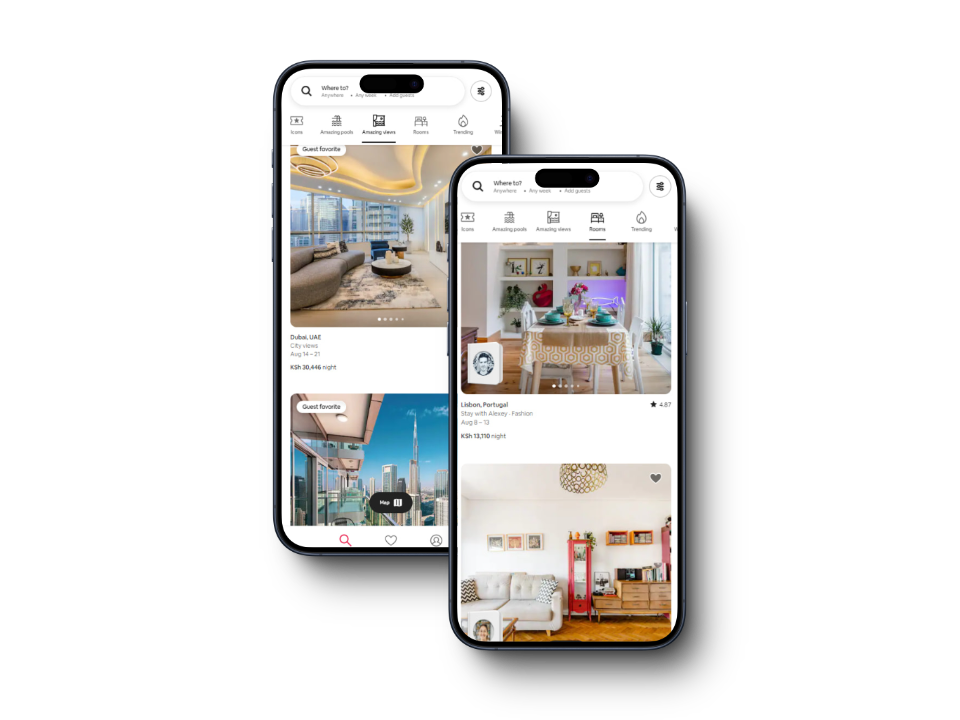 Where to?
Anywhere • Any week • Add guests
Icons Amazing pools Amazing views Rooms Trending
Guest favorite
Dubai, UAE
City views
Aug 14 – 21
KSh 30,446 night
Guest favorite
Map
Where to?
Anywhere • Any week • Add guests
Icons Amazing pools Amazing views Rooms Trending
Lisbon, Portugal ★ 4.87
Stay with Alexey · Fashion
Aug 8 – 13
KSh 13,110 night